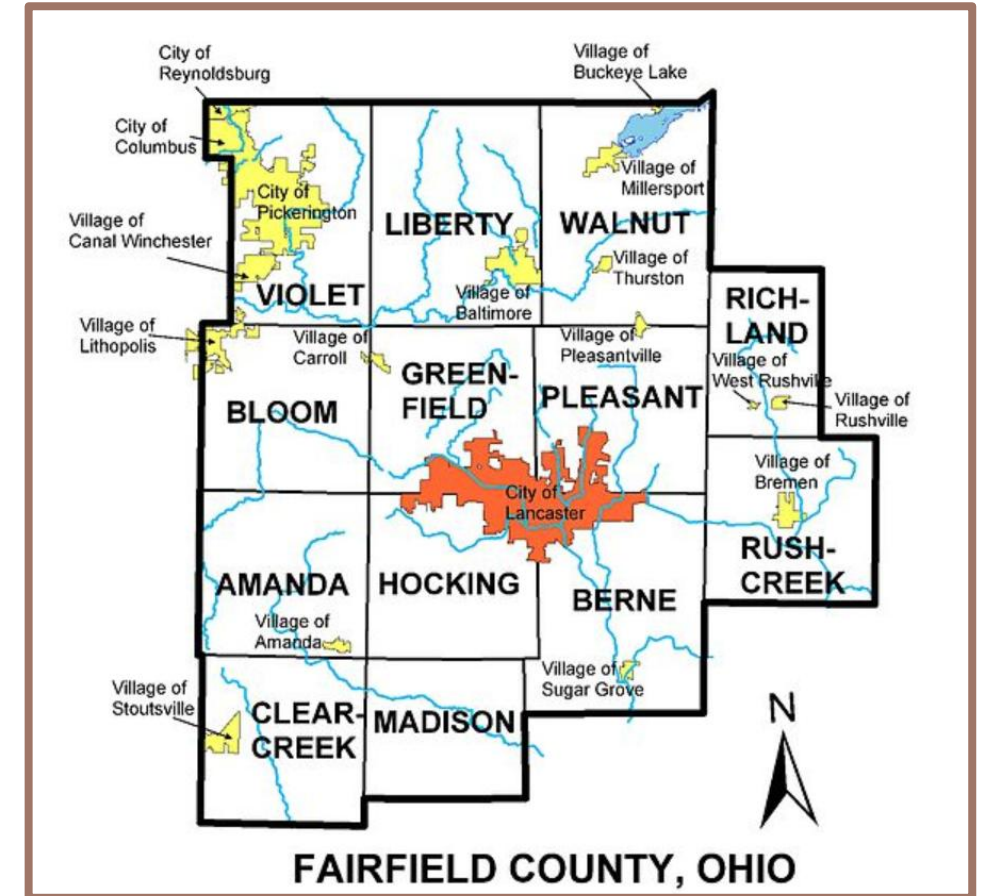 City of
Reynoldsburg
Village of
Buckeye Lake
City of
Columbus
Village of
Millersport
City of
Pickerington
Village of
Canal Winchester
LIBERTY
WALNUT
Village of
Thurston
VIOLET
Village of
Baltimore
RICH-
LAND
Village of
Lithopolis
Village of
Carroll
Village of
Pleasantville
Village of
West Rushville
GREEN-
FIELD
PLEASANT
BLOOM
Village of
Rushville
Village of
Bremen
City of
Lancaster
RUSH-
CREEK
AMANDA
HOCKING
BERNE
Village of
Amanda
Village of
Sugar Grove
Village of
Stoutsville
CLEAR-
CREEK
MADISON
N
FAIRFIELD COUNTY, OHIO